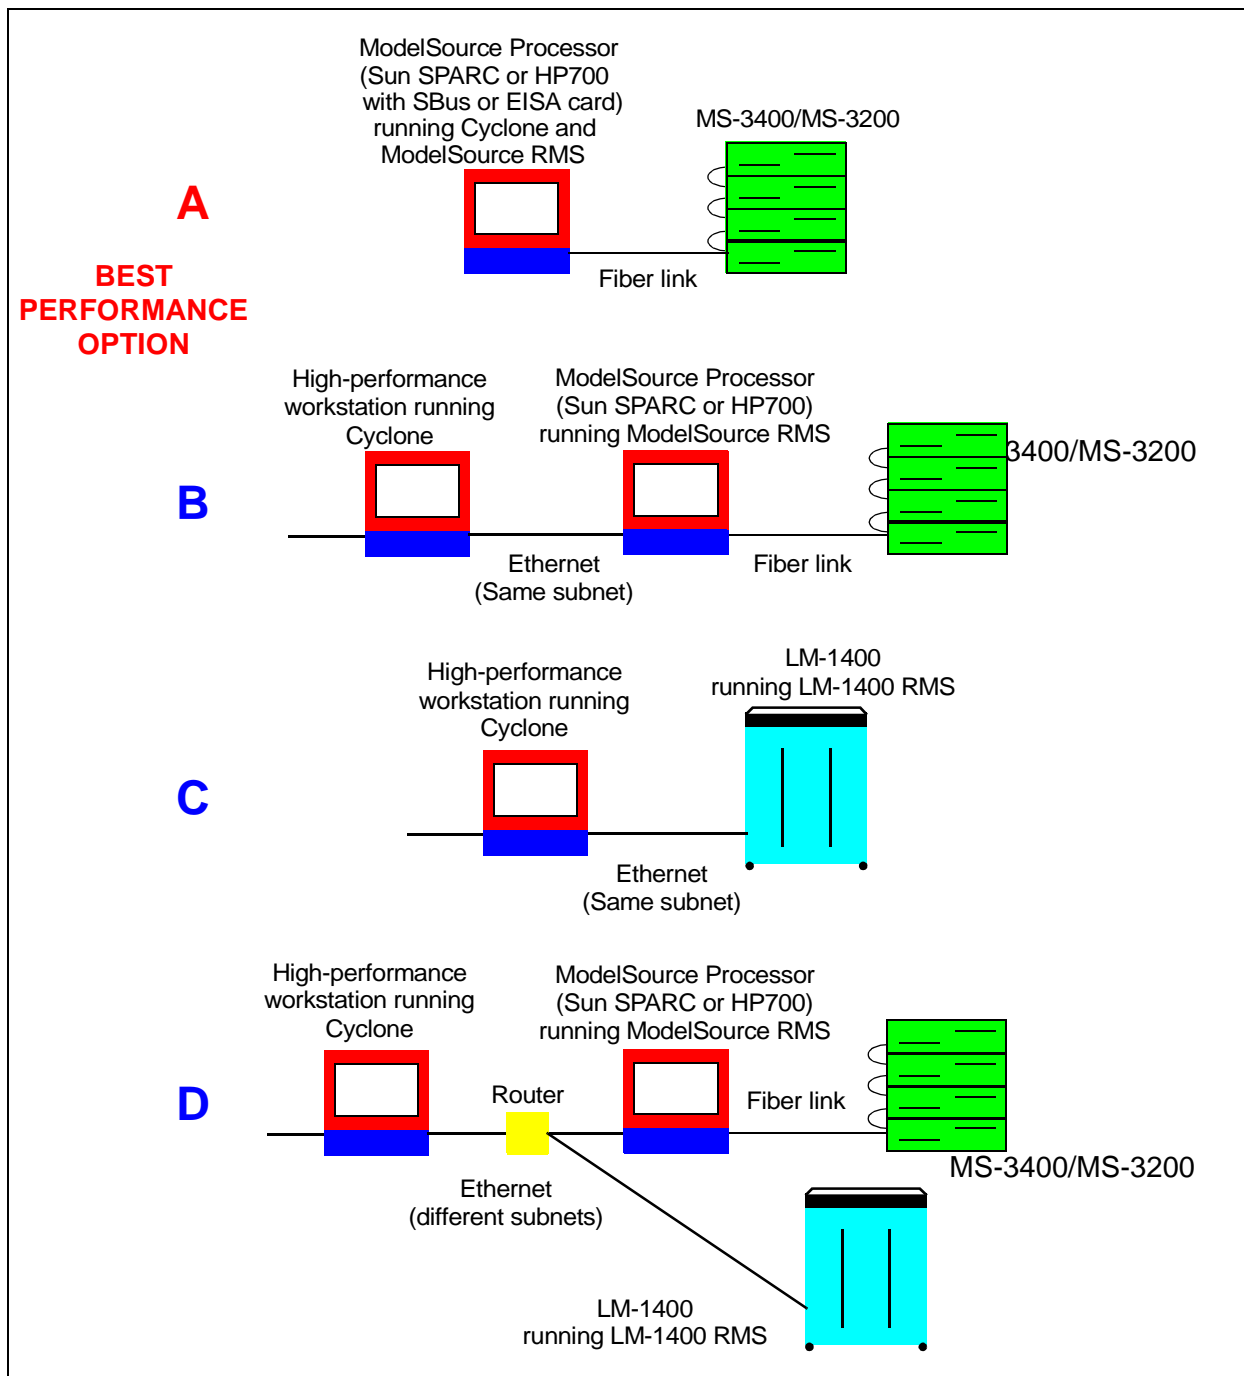 ModelSource Processor
(Sun SPARC or HP700
with SBus or EISA card)
running Cyclone and
ModelSource RMS
MS-3400/MS-3200
A
Fiber link
BEST
PERFORMANCE
OPTION
High-performance
workstation running
Cyclone
ModelSource Processor
(Sun SPARC or HP700)
running ModelSource RMS
3400/MS-3200
B
Ethernet
(Same subnet)
Fiber link
High-performance
workstation running
Cyclone
LM-1400
running LM-1400 RMS
C
Ethernet
(Same subnet)
High-performance
workstation running
Cyclone
ModelSource Processor
(Sun SPARC or HP700)
running ModelSource RMS
D
Router
Fiber link
MS-3400/MS-3200
Ethernet
(different subnets)
LM-1400
running LM-1400 RMS